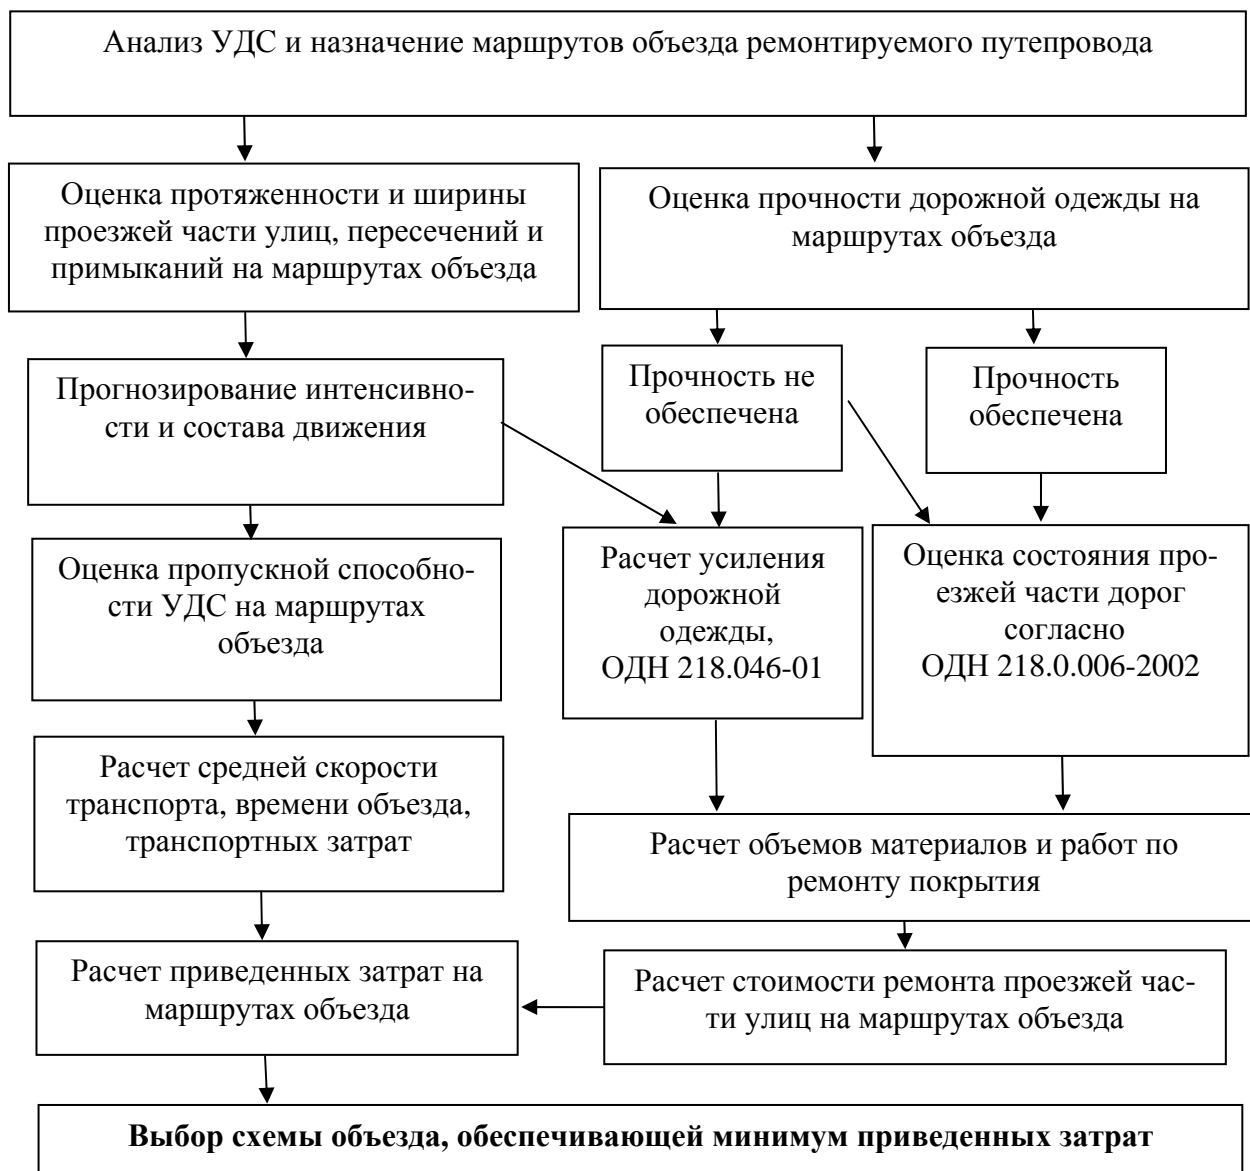 Анализ УДС и назначение маршрутов объезда ремонтируемого путепровода
Оценка протяженности и ширины
проезжей части улиц, пересечений и
примыканий на маршрутах объезда
Оценка прочности дорожной одежды на
маршрутах объезда
Прогнозирование интенсивно-
сти и состава движения
Прочность не
обеспечена
Прочность
обеспечена
Оценка пропускной способно-
сти УДС на маршрутах
объезда
Расчет усиления
дорожной
одежды,
ОДН 218.046-01
Оценка состояния про-
езжей части дорог
согласно
ОДН 218.0.006-2002
Расчет средней скорости
транспорта, времени объезда,
транспортных затрат
Расчет объемов материалов и работ по
ремонту покрытия
Расчет приведенных затрат на
маршрутах объезда
Расчет стоимости ремонта проезжей час-
ти улиц на маршрутах объезда
Выбор схемы объезда, обеспечивающей минимум приведенных затрат